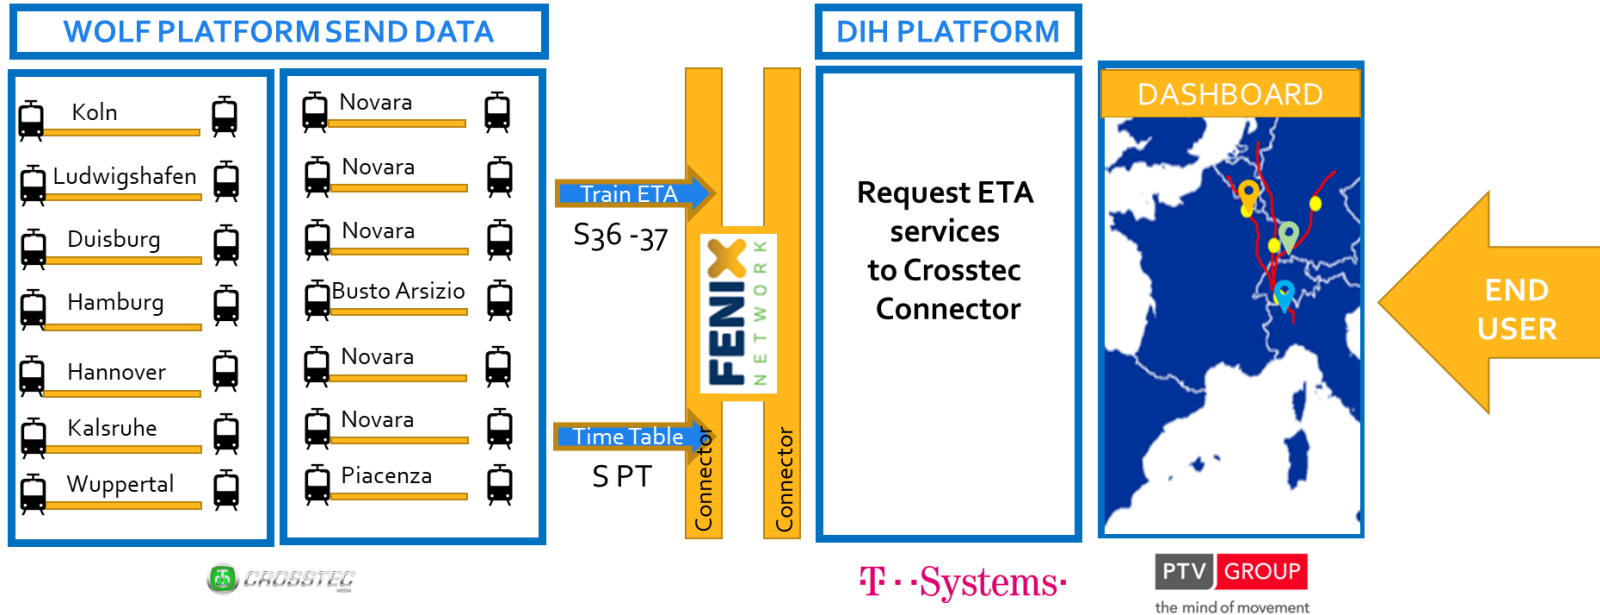 WOLF PLATFORM SEND DATA
Koln
Ludwigshafen
Duisburg
Hamburg
Hannover
Kalsruhe
Wuppertal
Novara
Novara
Novara
Busto Arsizio
Novara
Novara
Piacenza
CROSSTEC
MEDIA
Train ETA
S36 -37
Time Table
S PT
Connector
FENIX
NETWORK
Connector
DIH PLATFORM
Request ETA
services
to Crosstec
Connector
T··Systems·
DASHBOARD
PTV GROUP
the mind of movement
END
USER